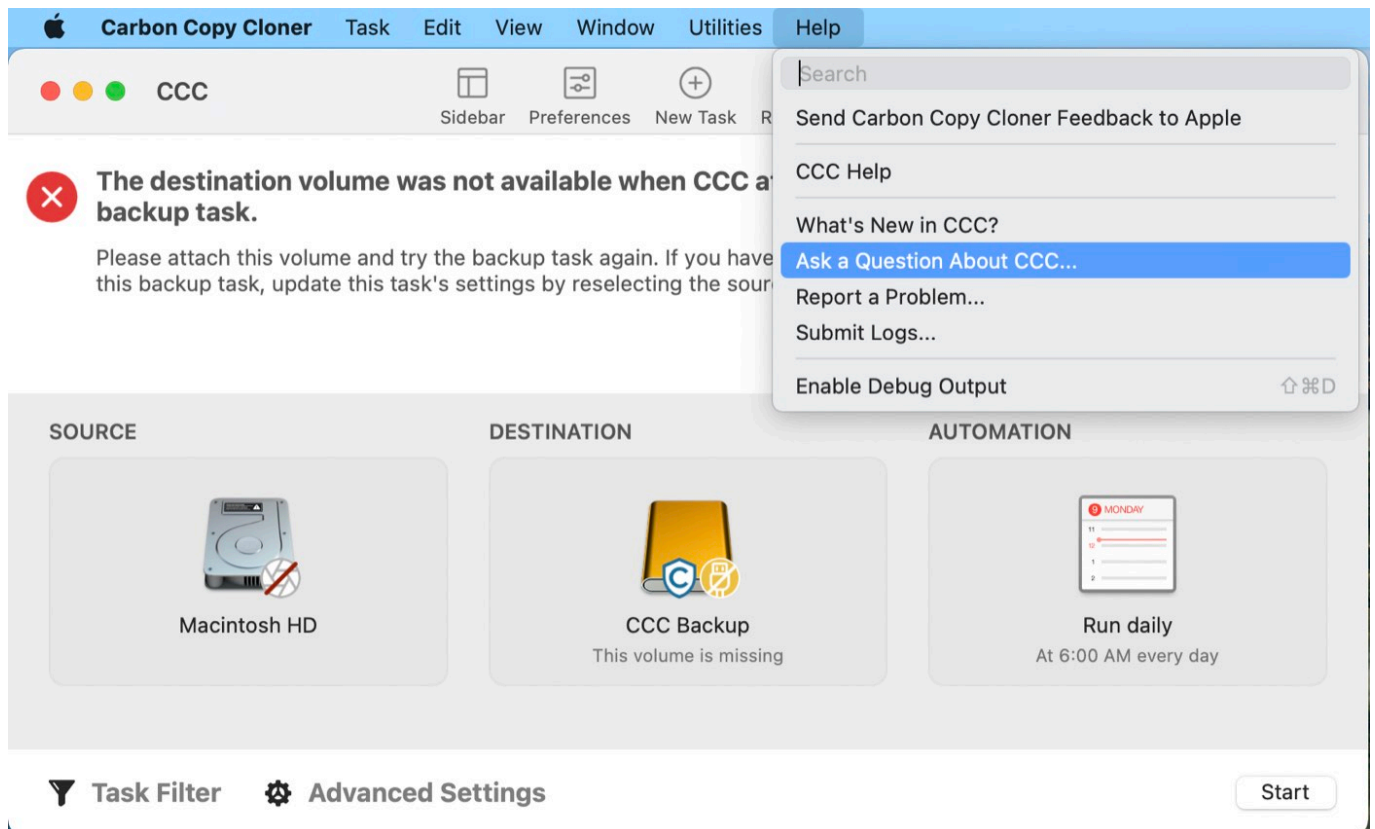 Carbon Copy Cloner Task Edit View Window Utilities Help
CCC
Sidebar Preferences New Task
Search
Send Carbon Copy Cloner Feedback to Apple
CCC Help
What's New in CCC?
Ask a Question About CCC...
Report a Problem...
Submit Logs...
Enable Debug Output ⇧⌘D
The destination volume was not available when CCC
backup task.
Please attach this volume and try the backup task again. If you have
this backup task, update this task's settings by reselecting the
SOURCE DESTINATION AUTOMATION
9 MONDAY
11
12
1
2
Macintosh HD CCC Backup Run daily
This volume is missing At 6:00 AM every day
Task Filter Advanced Settings Start